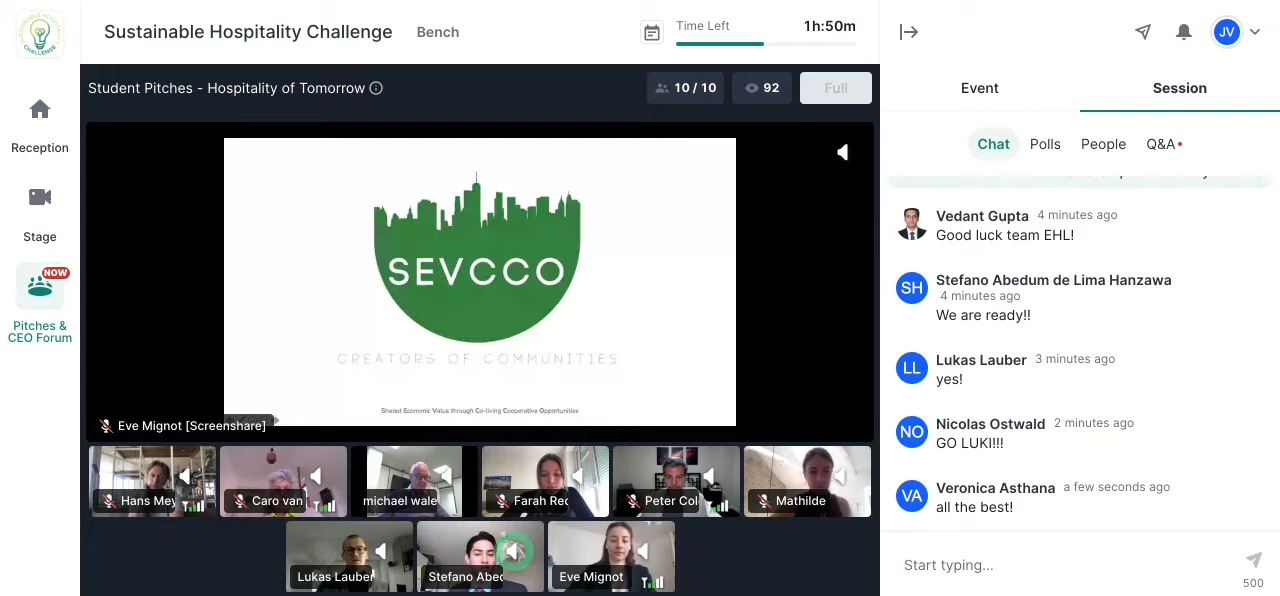 SUSTAINABLE HOSPITALITY
CHALLENGE
Sustainable Hospitality Challenge
Bench
Time Left
1h:50m
JV
Reception
Stage
NOW
Pitches &
CEO Forum
Student Pitches - Hospitality of Tomorrow
10 / 10
92
Full
SEVCCO
CREATORS OF COMMUNITIES
Shared Economic Value through Co-living Cooperative Opportunities
Eve Mignot [Screenshare]
Hans Mey
Caro van
michael wale
Farah Red
Peter Col
Mathilde
Lukas Lauber
Stefano Abed
Eve Mignot
Event
Session
Chat
Polls
People
Q&A
Vedant Gupta 4 minutes ago
Good luck team EHL!
SH
Stefano Abedum de Lima Hanzawa
4 minutes ago
We are ready!!
LL
Lukas Lauber 3 minutes ago
yes!
NO
Nicolas Ostwald 2 minutes ago
GO LUKI!!!
VA
Veronica Asthana a few seconds ago
all the best!
Start typing...
500